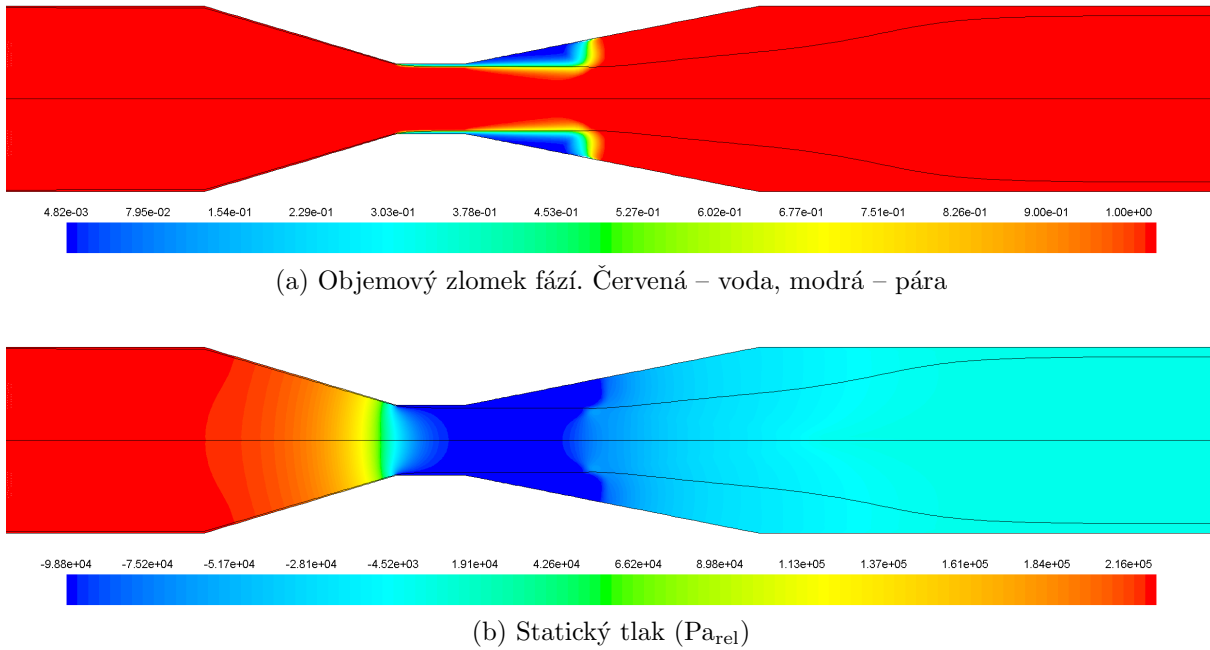 4.82e-03 7.95e-02 1.54e-01 2.29e-01 3.03e-01 3.78e-01 4.53e-01 5.27e-01 6.02e-01 6.77e-01 7.51e-01 8.26e-01 9.00e-01 1.00e+00
(a) Objemový zlomek fází. Červená – voda, modrá – pára
-9.88e+04 -7.52e+04 -5.17e+04 -2.81e+04 -4.52e+03 1.91e+04 4.26e+04 6.62e+04 8.98e+04 1.13e+05 1.37e+05 1.61e+05 1.84e+05 2.16e+05
(b) Statický tlak (Pa_rel)